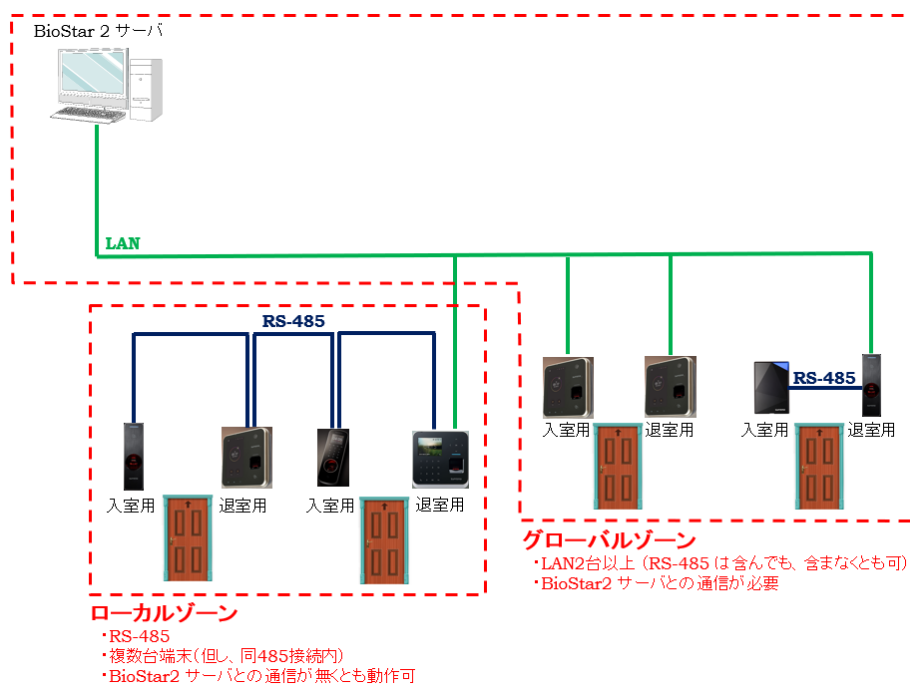 BioStar 2 サーバ
LAN
RS-485
RS-485
入室用 退室用 入室用 退室用
入室用 退室用 入室用 退室用
グローバルゾーン
・LAN2台以上 (RS-485 は含んでも、含まなくとも可)
・BioStar2 サーバとの通信が必要
ローカルゾーン
・RS-485
・複数台端末(但し、同485接続内)
・BioStar2 サーバとの通信が無くとも動作可